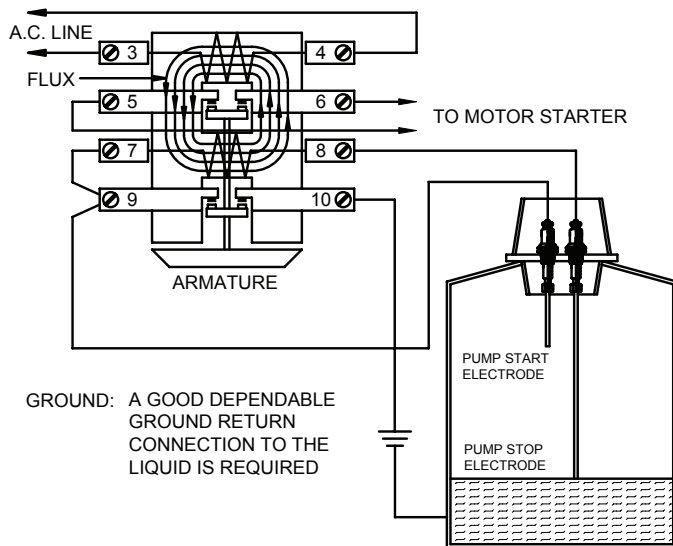 A.C. LINE
3
4
FLUX
5
6
TO MOTOR STARTER
7
8
9
10
ARMATURE
PUMP START
ELECTRODE
GROUND: A GOOD DEPENDABLE
GROUND RETURN
CONNECTION TO THE
LIQUID IS REQUIRED
PUMP STOP
ELECTRODE